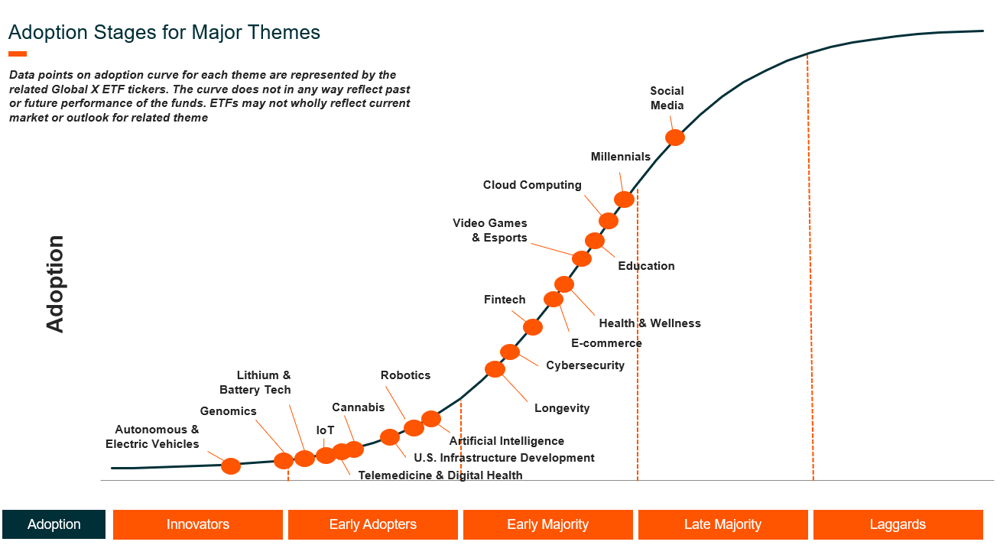 Adoption Stages for Major Themes
Data points on adoption curve for each theme are represented by the
related Global X ETF tickers. The curve does not in any way reflect past
or future performance of the funds. ETFs may not wholly reflect current
market or outlook for related theme
Social
Media
Millennials
Cloud Computing
Video Games
& Esports
Education
Fintech
Health & Wellness
E-commerce
Cybersecurity
Longevity
Robotics
Lithium &
Battery Tech
Cannabis
Genomics
IoT
Autonomous &
Electric Vehicles
Artificial Intelligence
U.S. Infrastructure Development
Telemedicine & Digital Health
Adoption
Adoption
Innovators
Early Adopters
Early Majority
Late Majority
Laggards